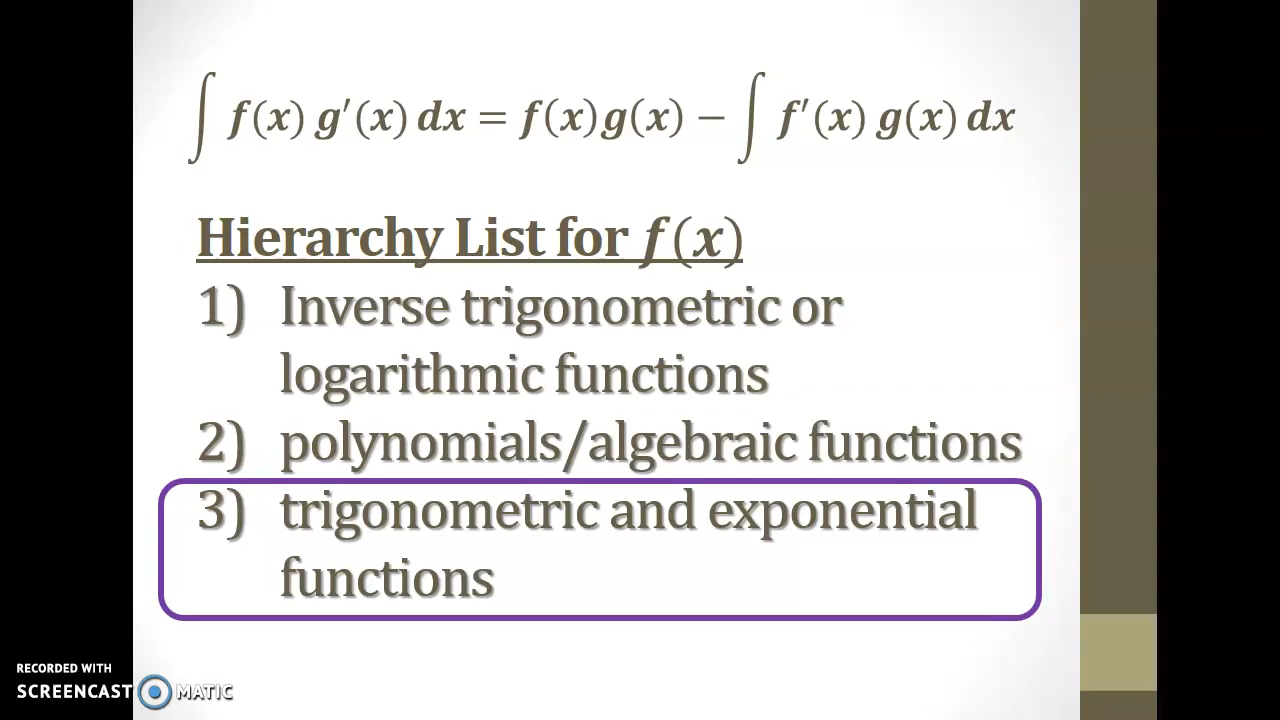 ∫ f(x) g′(x) dx = f(x)g(x) − ∫ f′(x) g(x) dx
Hierarchy List for f(x)
1) Inverse trigonometric or
logarithmic functions
2) polynomials/algebraic functions
3) trigonometric and exponential
functions
RECORDED WITH
SCREENCAST MATIC